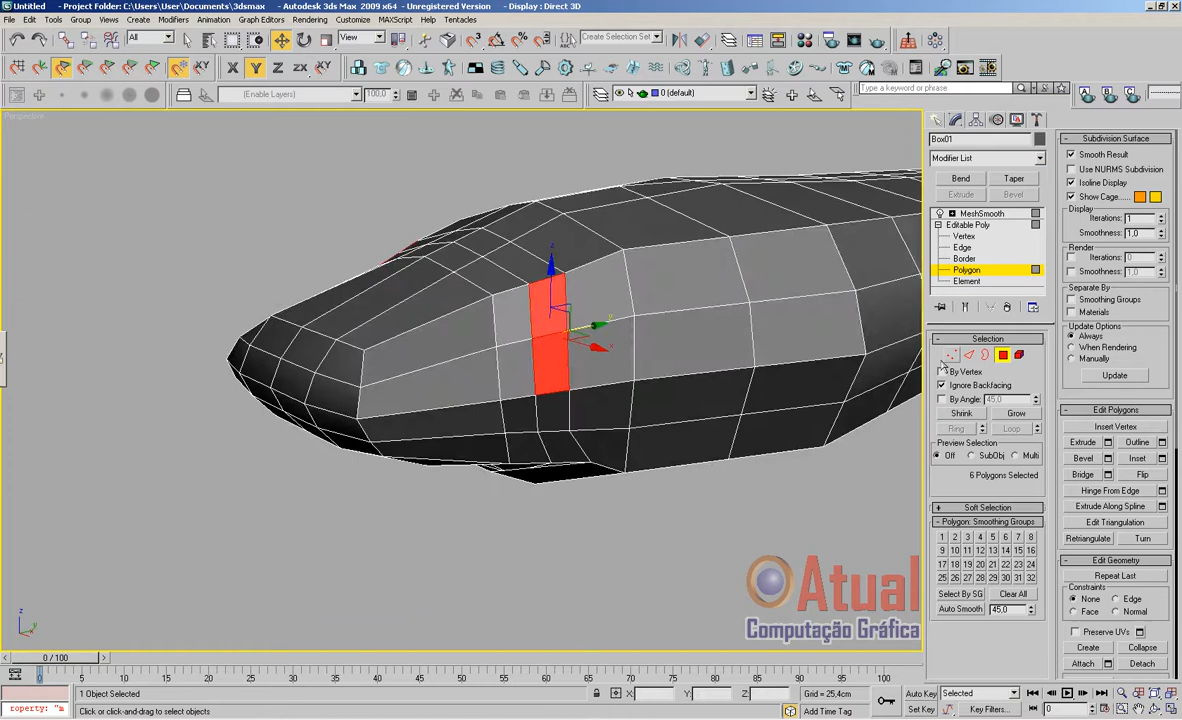 Untitled - Project Folder: C:\Users\User\Documents\3dsmax - Autodesk 3ds Max 2009 x64 - Unregistered Version - Display : Direct 3D
File Edit Tools Group Views Create Modifiers Animation Graph Editors Rendering Customize MAXScript Help Tentacles
All View Create Selection Set
X Y Z ZX XY
(Enable Layers) 100,0 0 (default) Type a keyword or phrase A B C
Perspective
Box01
Modifier List
Bend Taper
Extrude Bevel
MeshSmooth
Editable Poly
Vertex
Edge
Border
Polygon
Element
Selection
By Vertex
Ignore Backfacing
By Angle: 45,0
Shrink Grow
Ring Loop
Preview Selection
Off SubObj Multi
6 Polygons Selected
Soft Selection
Polygon: Smoothing Groups
1 2 3 4 5 6 7 8
9 10 11 12 13 14 15 16
17 18 19 20 21 22 23 24
25 26 27 28 29 30 31 32
Select By SG Clear All
Auto Smooth 45,0
Subdivision Surface
Smooth Result
Use NURMS Subdivision
Isoline Display
Show Cage......
Display
Iterations: 1
Smoothness: 1,0
Render
Iterations: 0
Smoothness: 1,0
Separate By
Smoothing Groups
Materials
Update Options
Always
When Rendering
Manually
Update
Edit Polygons
Insert Vertex
Extrude Outline
Bevel Inset
Bridge Flip
Hinge From Edge
Extrude Along Spline
Edit Triangulation
Retriangulate Turn
Edit Geometry
Repeat Last
Constraints
None Edge
Face Normal
Preserve UVs
Create Collapse
Attach Detach
z
y
x
Atual
Computação Gráfica
0 / 100
0 5 10 15 20 25 30 35 40 45 50 55 60 65 70 75 80 85 90 95 100
1 Object Selected X: Y: Z: Grid = 25,4cm Auto Key Selected
roperty: "m Click or click-and-drag to select objects Add Time Tag Set Key Key Filters... 0